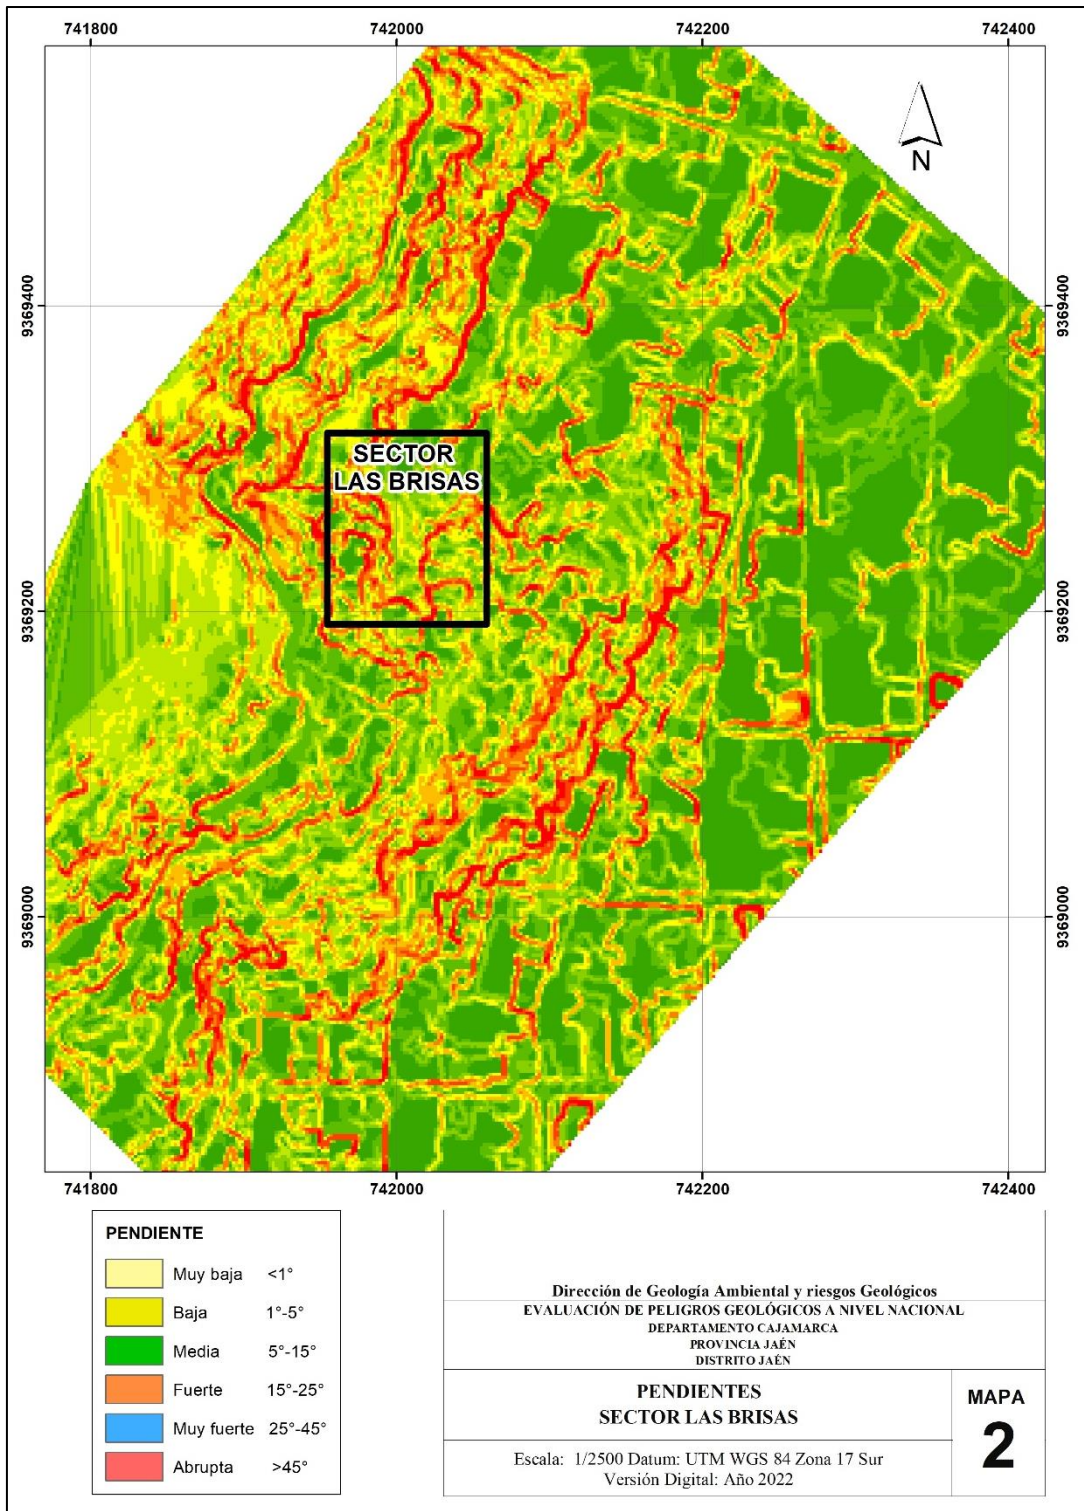 741800 742000 742200 742400
N
9369400 9369400
SECTOR
LAS BRISAS
9369200 9369200
9369000 9369000
741800 742000 742200 742400
PENDIENTE
Muy baja <1°
Baja 1°-5°
Media 5°-15°
Fuerte 15°-25°
Muy fuerte 25°-45°
Abrupta >45°
Dirección de Geología Ambiental y riesgos Geológicos
EVALUACIÓN DE PELIGROS GEOLÓGICOS A NIVEL NACIONAL
DEPARTAMENTO CAJAMARCA
PROVINCIA JAÉN
DISTRITO JAÉN
PENDIENTES
SECTOR LAS BRISAS
Escala: 1/2500 Datum: UTM WGS 84 Zona 17 Sur
Versión Digital: Año 2022
MAPA
2